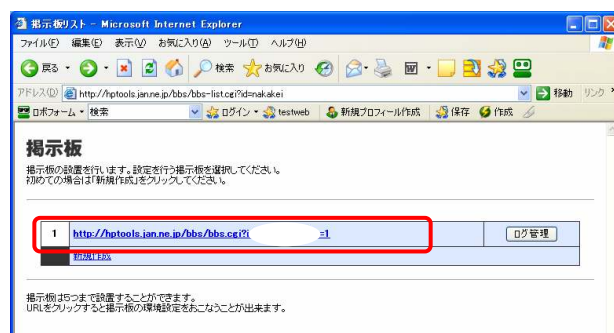 掲示板リスト - Microsoft Internet Explorer
ファイル(F) 編集(E) 表示(V) お気に入り(A) ツール(T) ヘルプ(H)
戻る 検索 お気に入り
アドレス(D) http://hptools.jan.ne.jp/bbs/bbs-list.cgi?id=nakakei 移動 リンク
ロボフォーム 検索 ログイン testweb 新規プロフィール作成 保存 作成
掲示板
掲示板の設置を行います。設定を行う掲示板を選択してください。
初めての場合は「新規作成」をクリックしてください。
1 http://hptools.jan.ne.jp/bbs/bbs.cgi?i =1 ログ管理
新規作成
掲示板は5つまで設置することができます。
URLをクリックすると掲示板の環境設定をおこなうことが出来ます。